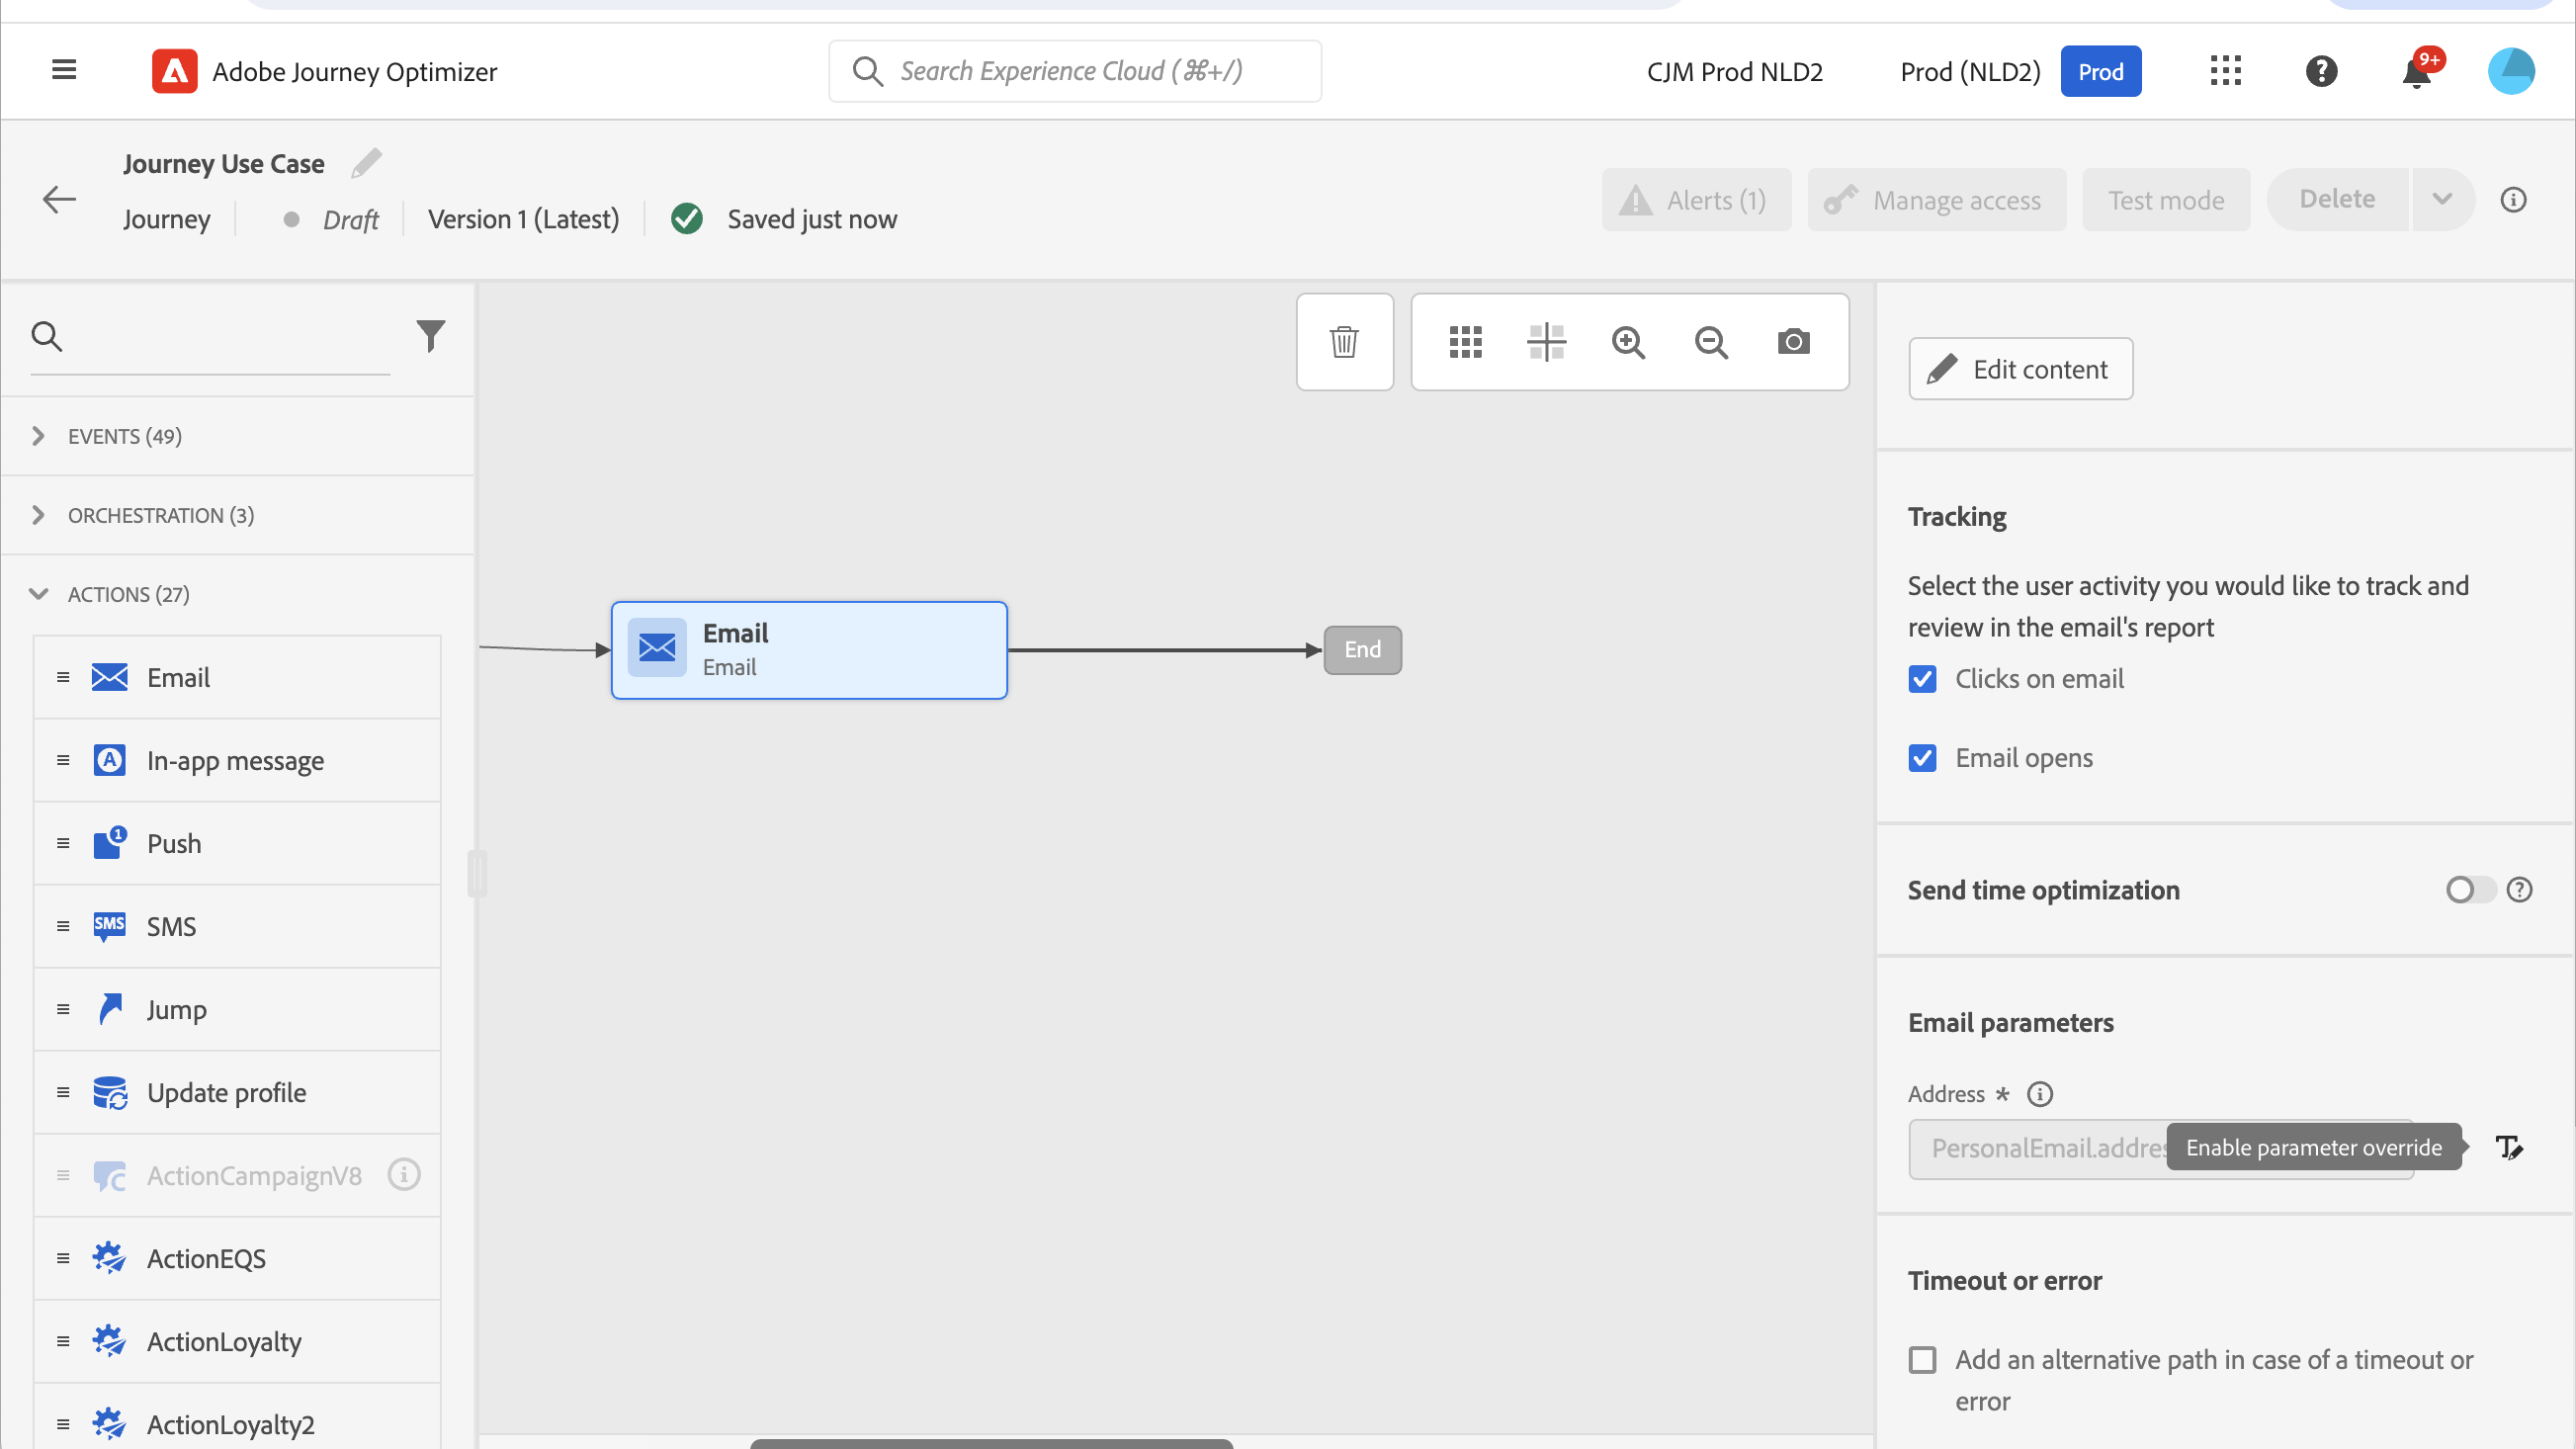 Adobe Journey Optimizer
Search Experience Cloud (⌘+/)
CJM Prod NLD2
Prod (NLD2)
Prod
9+
Journey Use Case
Journey
Draft
Version 1 (Latest)
Saved just now
Alerts (1)
Manage access
Test mode
Delete
EVENTS (49)
ORCHESTRATION (3)
ACTIONS (27)
Email
In-app message
1
Push
SMS
SMS
Jump
Update profile
ActionCampaignV8
ActionEQS
ActionLoyalty
ActionLoyalty2
Email
Email
End
Edit content
Tracking
Select the user activity you would like to track and
review in the email's report
Clicks on email
Email opens
Send time optimization
Email parameters
Address *
PersonalEmail.addres
Enable parameter override
Timeout or error
Add an alternative path in case of a timeout or
error